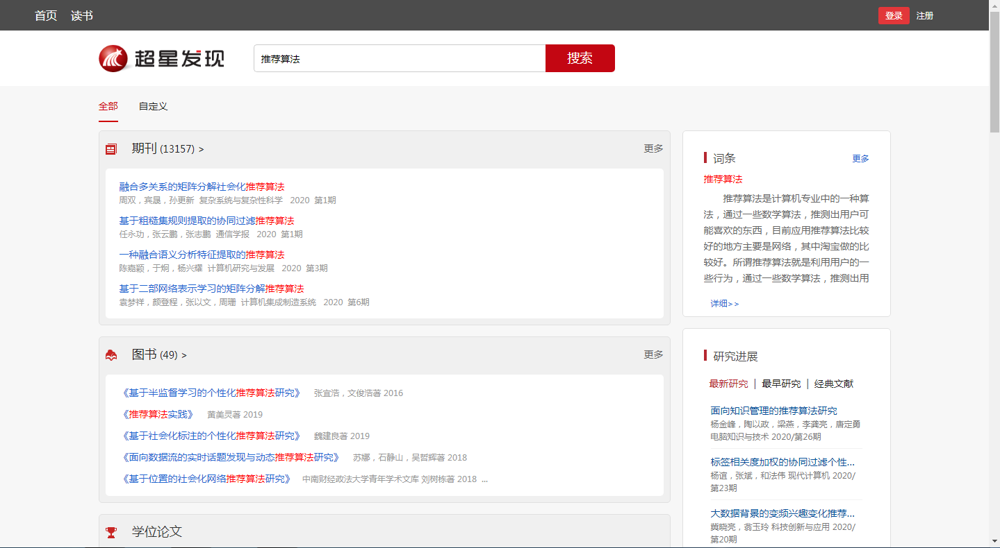 首页 读书 登录 注册
超星发现 推荐算法 搜索
全部 自定义
期刊 (13157) > 更多
融合多关系的矩阵分解社会化推荐算法
周双，宾晟，孙更新 复杂系统与复杂性科学 2020 第1期
基于粗糙集规则提取的协同过滤推荐算法
任永功，张云鹏，张志鹏 通信学报 2020 第1期
一种融合语义分析特征提取的推荐算法
陈嘉颖，于炯，杨兴耀 计算机研究与发展 2020 第3期
基于二部网络表示学习的矩阵分解推荐算法
袁梦祥，颜登程，张以文，周珊 计算机集成制造系统 2020 第6期
图书 (49) > 更多
《基于半监督学习的个性化推荐算法研究》 张宜浩，文俊浩著 2016
《推荐算法实践》 黄美灵著 2019
《基于社会化标注的个性化推荐算法研究》 魏建良著 2019
《面向数据流的实时话题发现与动态推荐算法研究》 苏娜，石静山，吴哲辉著 2018
《基于位置的社会化网络推荐算法研究》 中南财经政法大学青年学术文库 刘树栋著 2018 ...
学位论文
词条 更多
推荐算法
推荐算法是计算机专业中的一种算
法，通过一些数学算法，推测出用户可
能喜欢的东西，目前应用推荐算法比较
好的地方主要是网络，其中淘宝做的比
较好。所谓推荐算法就是利用用户的一
些行为，通过一些数学算法，推测出用
详细>>
研究进展
最新研究 | 最早研究 | 经典文献
面向知识管理的推荐算法研究
杨金峰，陶以政，梁燕，李龚亮，唐定勇
电脑知识与技术 2020/第26期
标签相关度加权的协同过滤个性...
杨谊，张斌，和法伟 现代计算机 2020/
第23期
大数据背景的变频兴趣变化推荐...
冀晓亮，翁玉玲 科技创新与应用 2020/
第20期